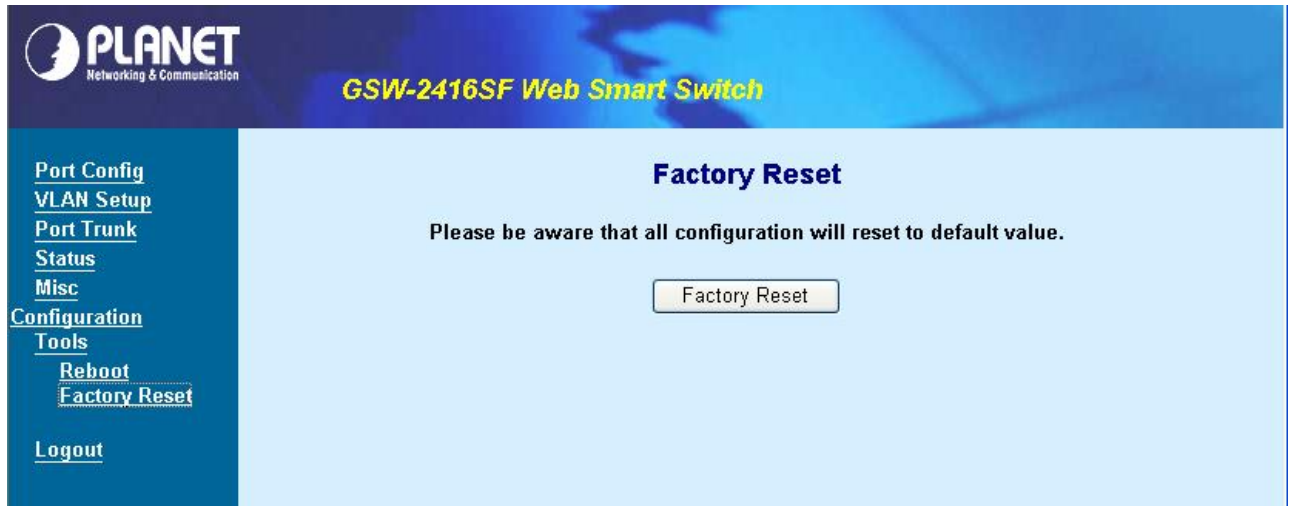 PLANET
Networking & Communication
GSW-2416SF Web Smart Switch
Port Config
VLAN Setup
Port Trunk
Status
Misc
Configuration
Tools
Reboot
Factory Reset
Logout
Factory Reset
Please be aware that all configuration will reset to default value.
Factory Reset